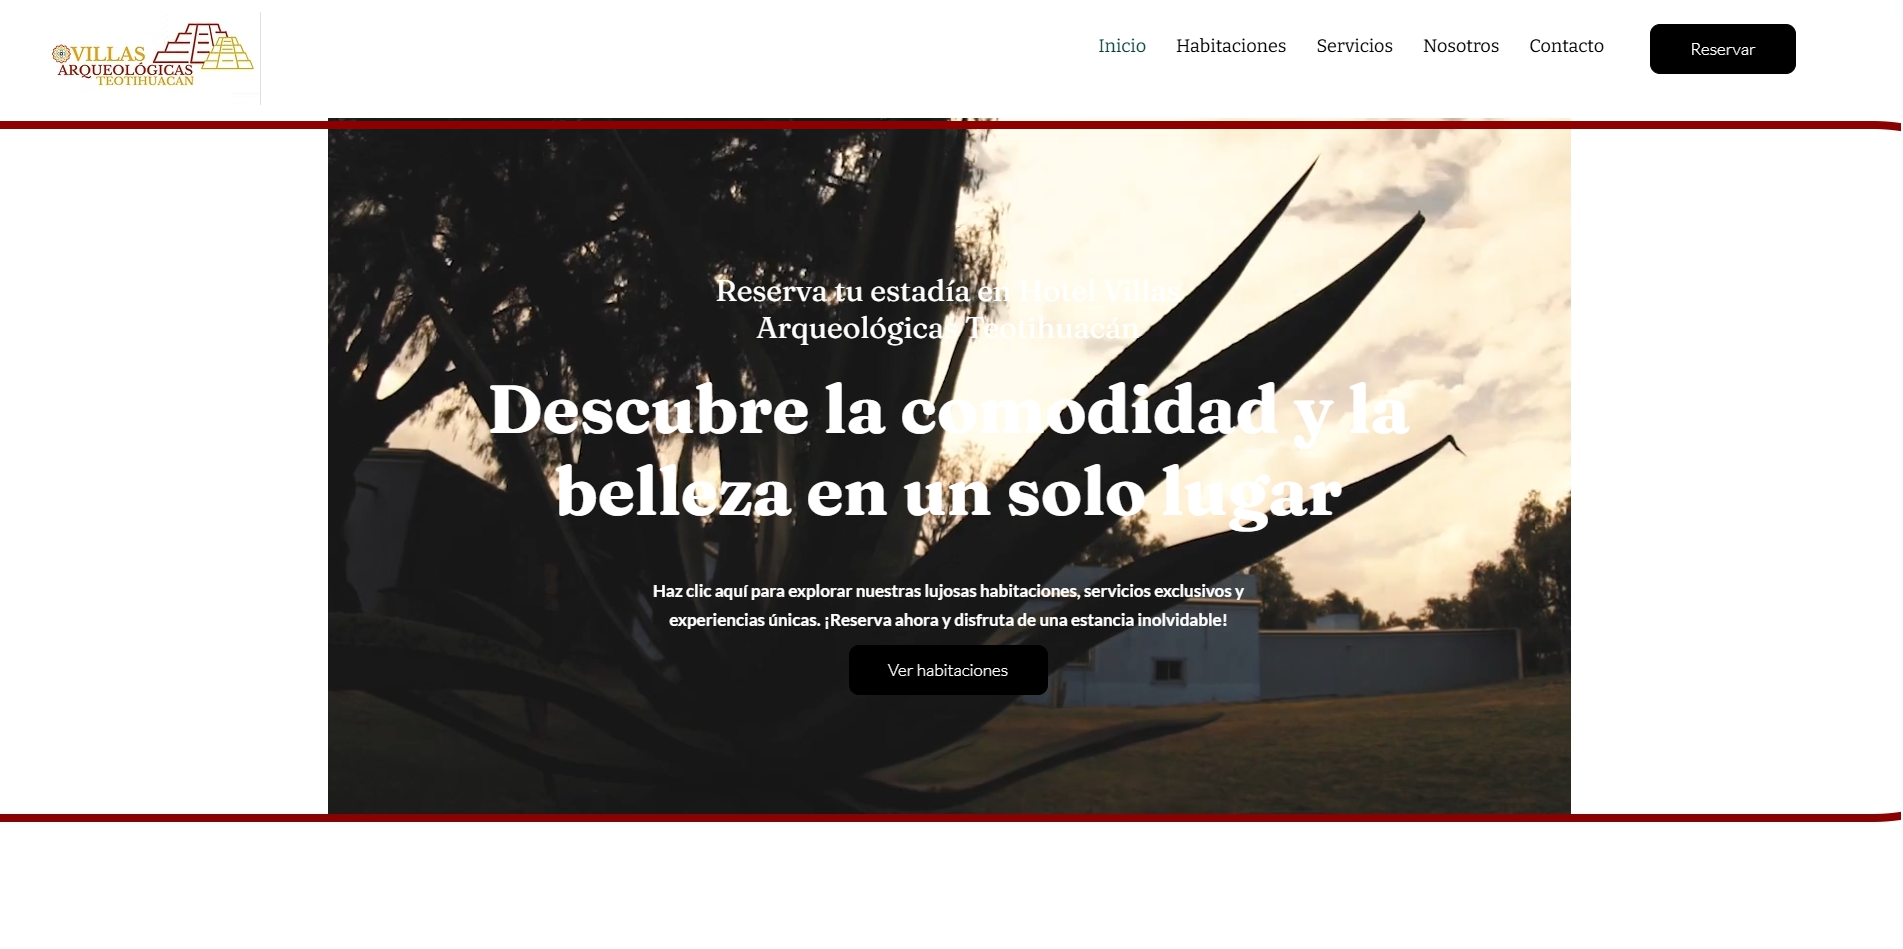 VILLAS
ARQUEOLÓGICAS
TEOTIHUACAN
Inicio Habitaciones Servicios Nosotros Contacto Reservar
Reserva tu estadía en Hotel Villas
Arqueológicas Teotihuacán
Descubre la comodidad y la
belleza en un solo lugar
Haz clic aquí para explorar nuestras lujosas habitaciones, servicios exclusivos y
experiencias únicas. ¡Reserva ahora y disfruta de una estancia inolvidable!
Ver habitaciones